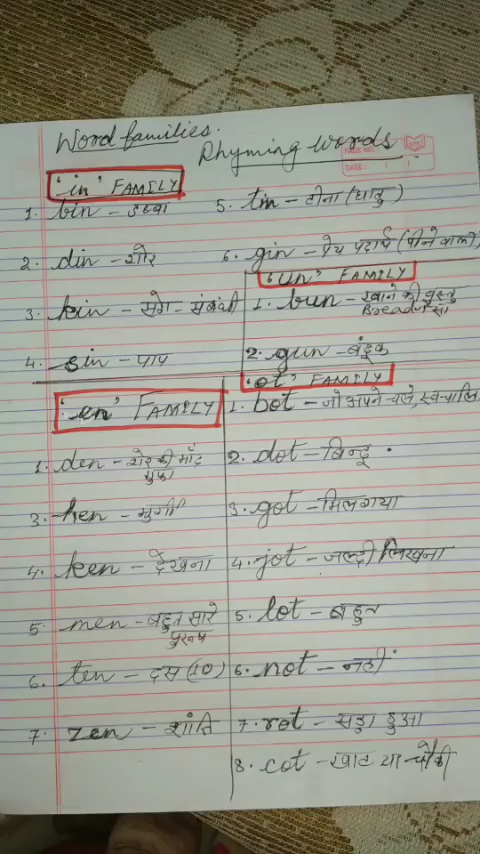 Word families.
Rhyming words
PAGE NO.
DATE:
'in' FAMILY
1. bin - डब्बा
2. din - शोर
3. kin - सगे-संबंधी
4. sin - पाप
5. tin - टीना (धातु)
6. gin - पेय पदार्थ (पीने वाली)
'un' FAMILY
1. bun - खाने की वस्तु
Bread सा
2. gun - बंदूक
'en' FAMILY
1. den - शेर की माँद
गुफा
3. hen - मुर्गी
4. ken - देखना
5 men - बहुत सारे
पुरुष
6. ten - दस (10)
7. zen - शांति
'ot' FAMILY
1. bot - जो अपने चले, स्वचालि
2. dot - बिन्दू •
3. got - मिल गया
4. jot - जल्दी लिखना
5. lot - बहुत
6. not - नहीं
7. rot - सड़ा हुआ
8. cot - खाट या चौकी